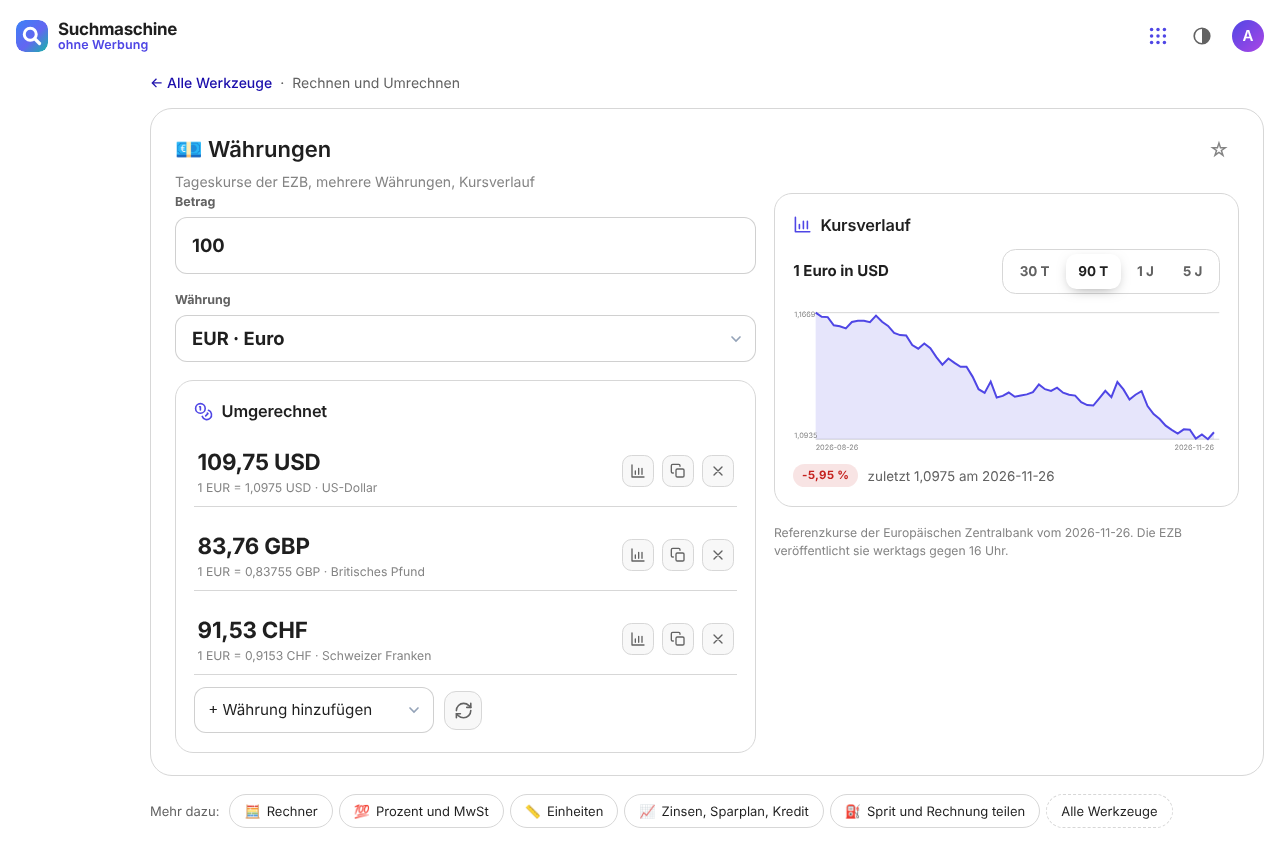 Suchmaschine
ohne Werbung
A
← Alle Werkzeuge · Rechnen und Umrechnen
Währungen
Tageskurse der EZB, mehrere Währungen, Kursverlauf
Betrag
100
Währung
EUR · Euro
Umgerechnet
109,75 USD
1 EUR = 1,0975 USD · US-Dollar
83,76 GBP
1 EUR = 0,83755 GBP · Britisches Pfund
91,53 CHF
1 EUR = 0,9153 CHF · Schweizer Franken
+ Währung hinzufügen
Kursverlauf
1 Euro in USD
30 T 90 T 1 J 5 J
1,1669
1,0935
2026-08-26 2026-11-26
-5,95 % zuletzt 1,0975 am 2026-11-26
Referenzkurse der Europäischen Zentralbank vom 2026-11-26. Die EZB
veröffentlicht sie werktags gegen 16 Uhr.
Mehr dazu: Rechner Prozent und MwSt Einheiten Zinsen, Sparplan, Kredit Sprit und Rechnung teilen Alle Werkzeuge